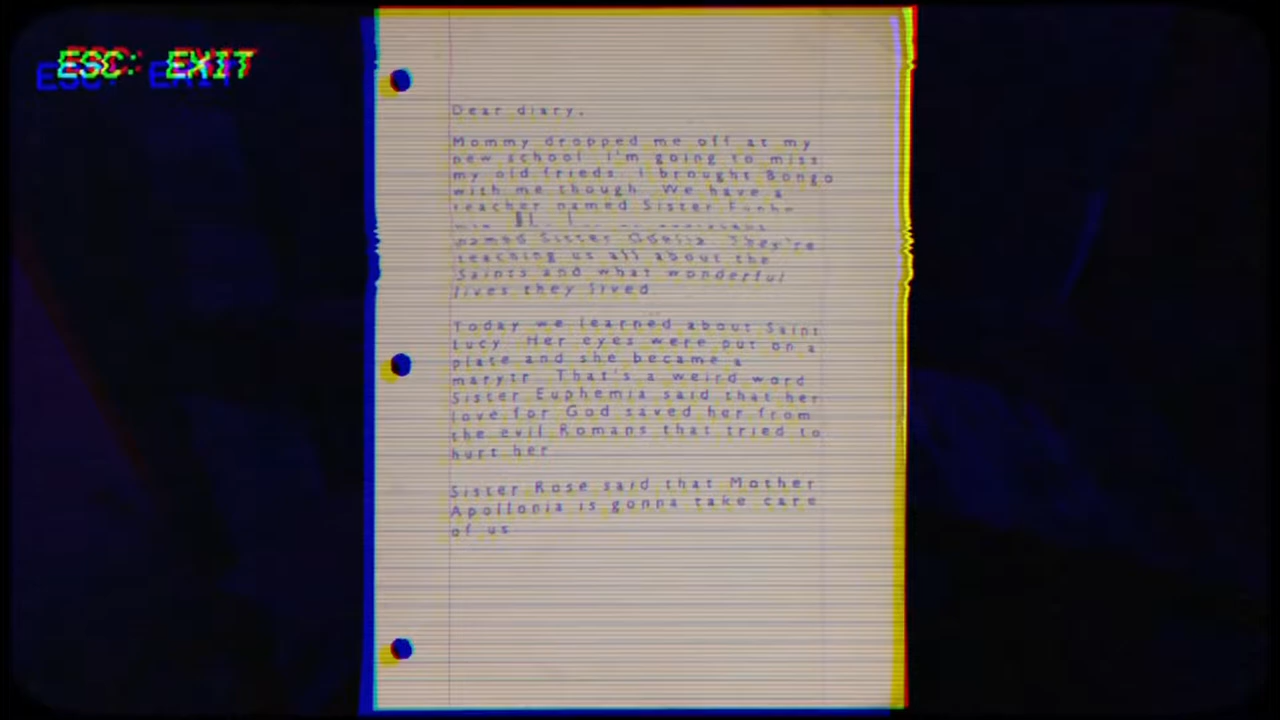 ESC: EXIT
Dear diary,
Mommy dropped me off at my
new school. I'm going to miss
my old frieds. I brought Bongo
with me though. We have a
teacher named Sister
named Sister Odelia. They're
teaching us all about the
Saints and what wonderful
lives they lived
Today we learned about Saint
Lucy. Her eyes were put on a
plate and she became a
marytr. That's a weird word
Sister Euphemia said that her
love for God saved her from
the evil Romans that tried to
hurt her
Sister Rose said that Mother
Apollonia is gonna take care
of us